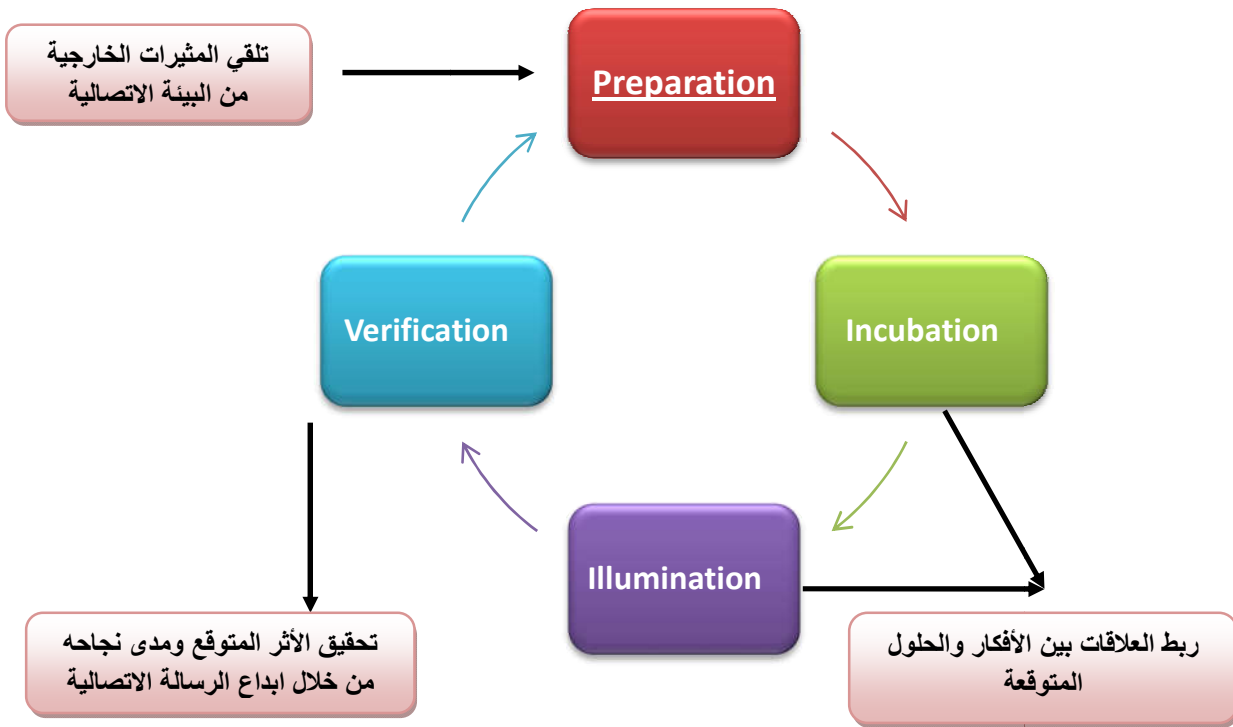 تلقي المثيرات الخارجية
من البيئة الاتصالية
Preparation
Verification
Incubation
Illumination
تحقيق الأثر المتوقع ومدى نجاحه
من خلال ابداع الرسالة الاتصالية
ربط العلاقات بين الأفكار والحلول
المتوقعة